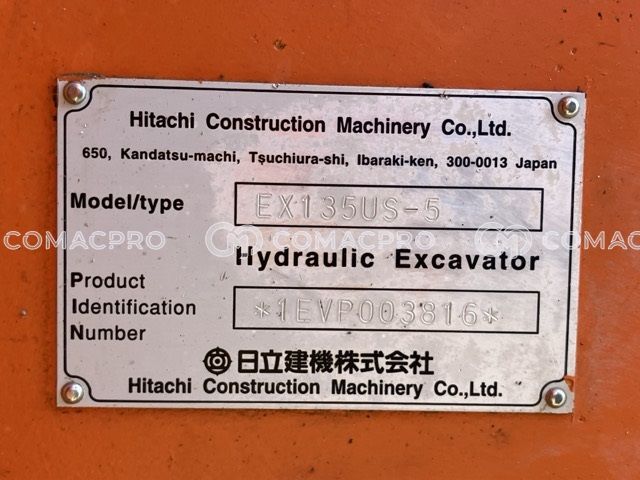 Hitachi Construction Machinery Co.,Ltd.
650, Kandatsu-machi, Tsuchiura-shi, Ibaraki-ken, 300-0013 Japan
Model/type EX135US-5
COMACPRO COMACPRO COMACPRO
Hydraulic Excavator
Product
Identification *1EVP003816*
Number
日立建機株式会社
Hitachi Construction Machinery Co.,Ltd.